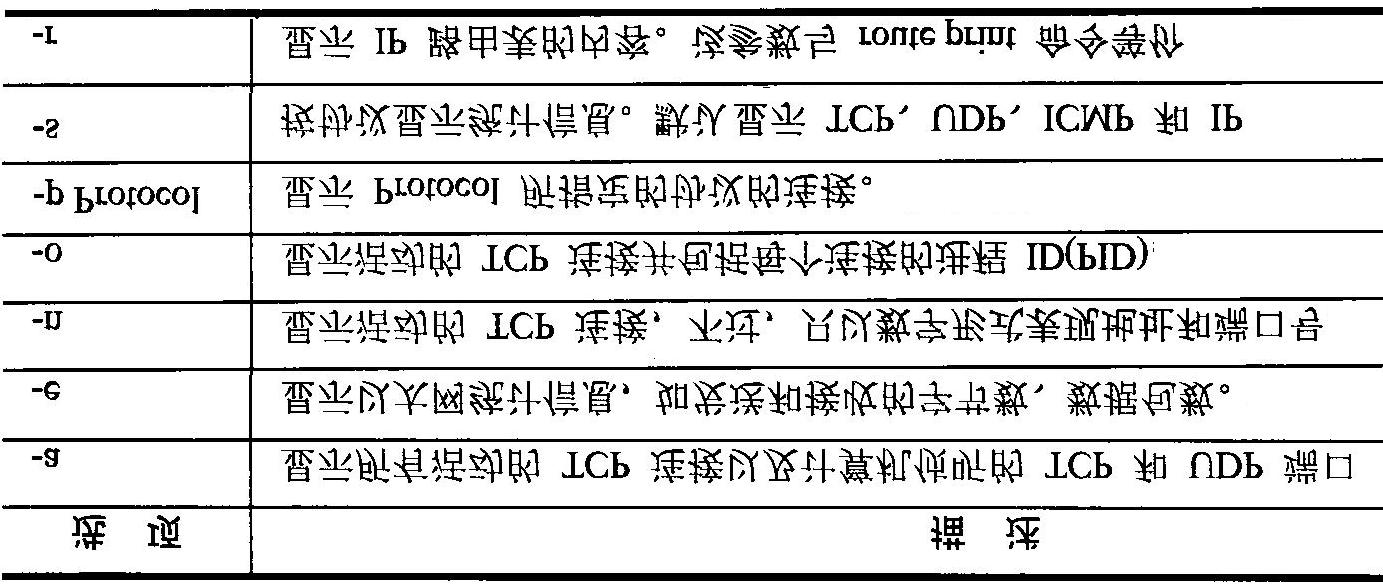 选 项 描 述
-a 显示所有活动的 TCP 连接以及计算机侦听的 TCP 和 UDP 端口
-e 显示以太网统计信息，如发送和接收的字节数、数据包数。
-n 显示活动的 TCP 连接，不过，只以数字形式表现地址和端口号
-o 显示活动的 TCP 连接并包括每个连接的进程 ID(PID)
-p Protocol 显示 Protocol 所指定的协议的连接。
-s 按协议显示统计信息。默认显示 TCP、UDP、ICMP 和 IP
-r 显示 IP 路由表的内容。该参数与 route print 命令等价